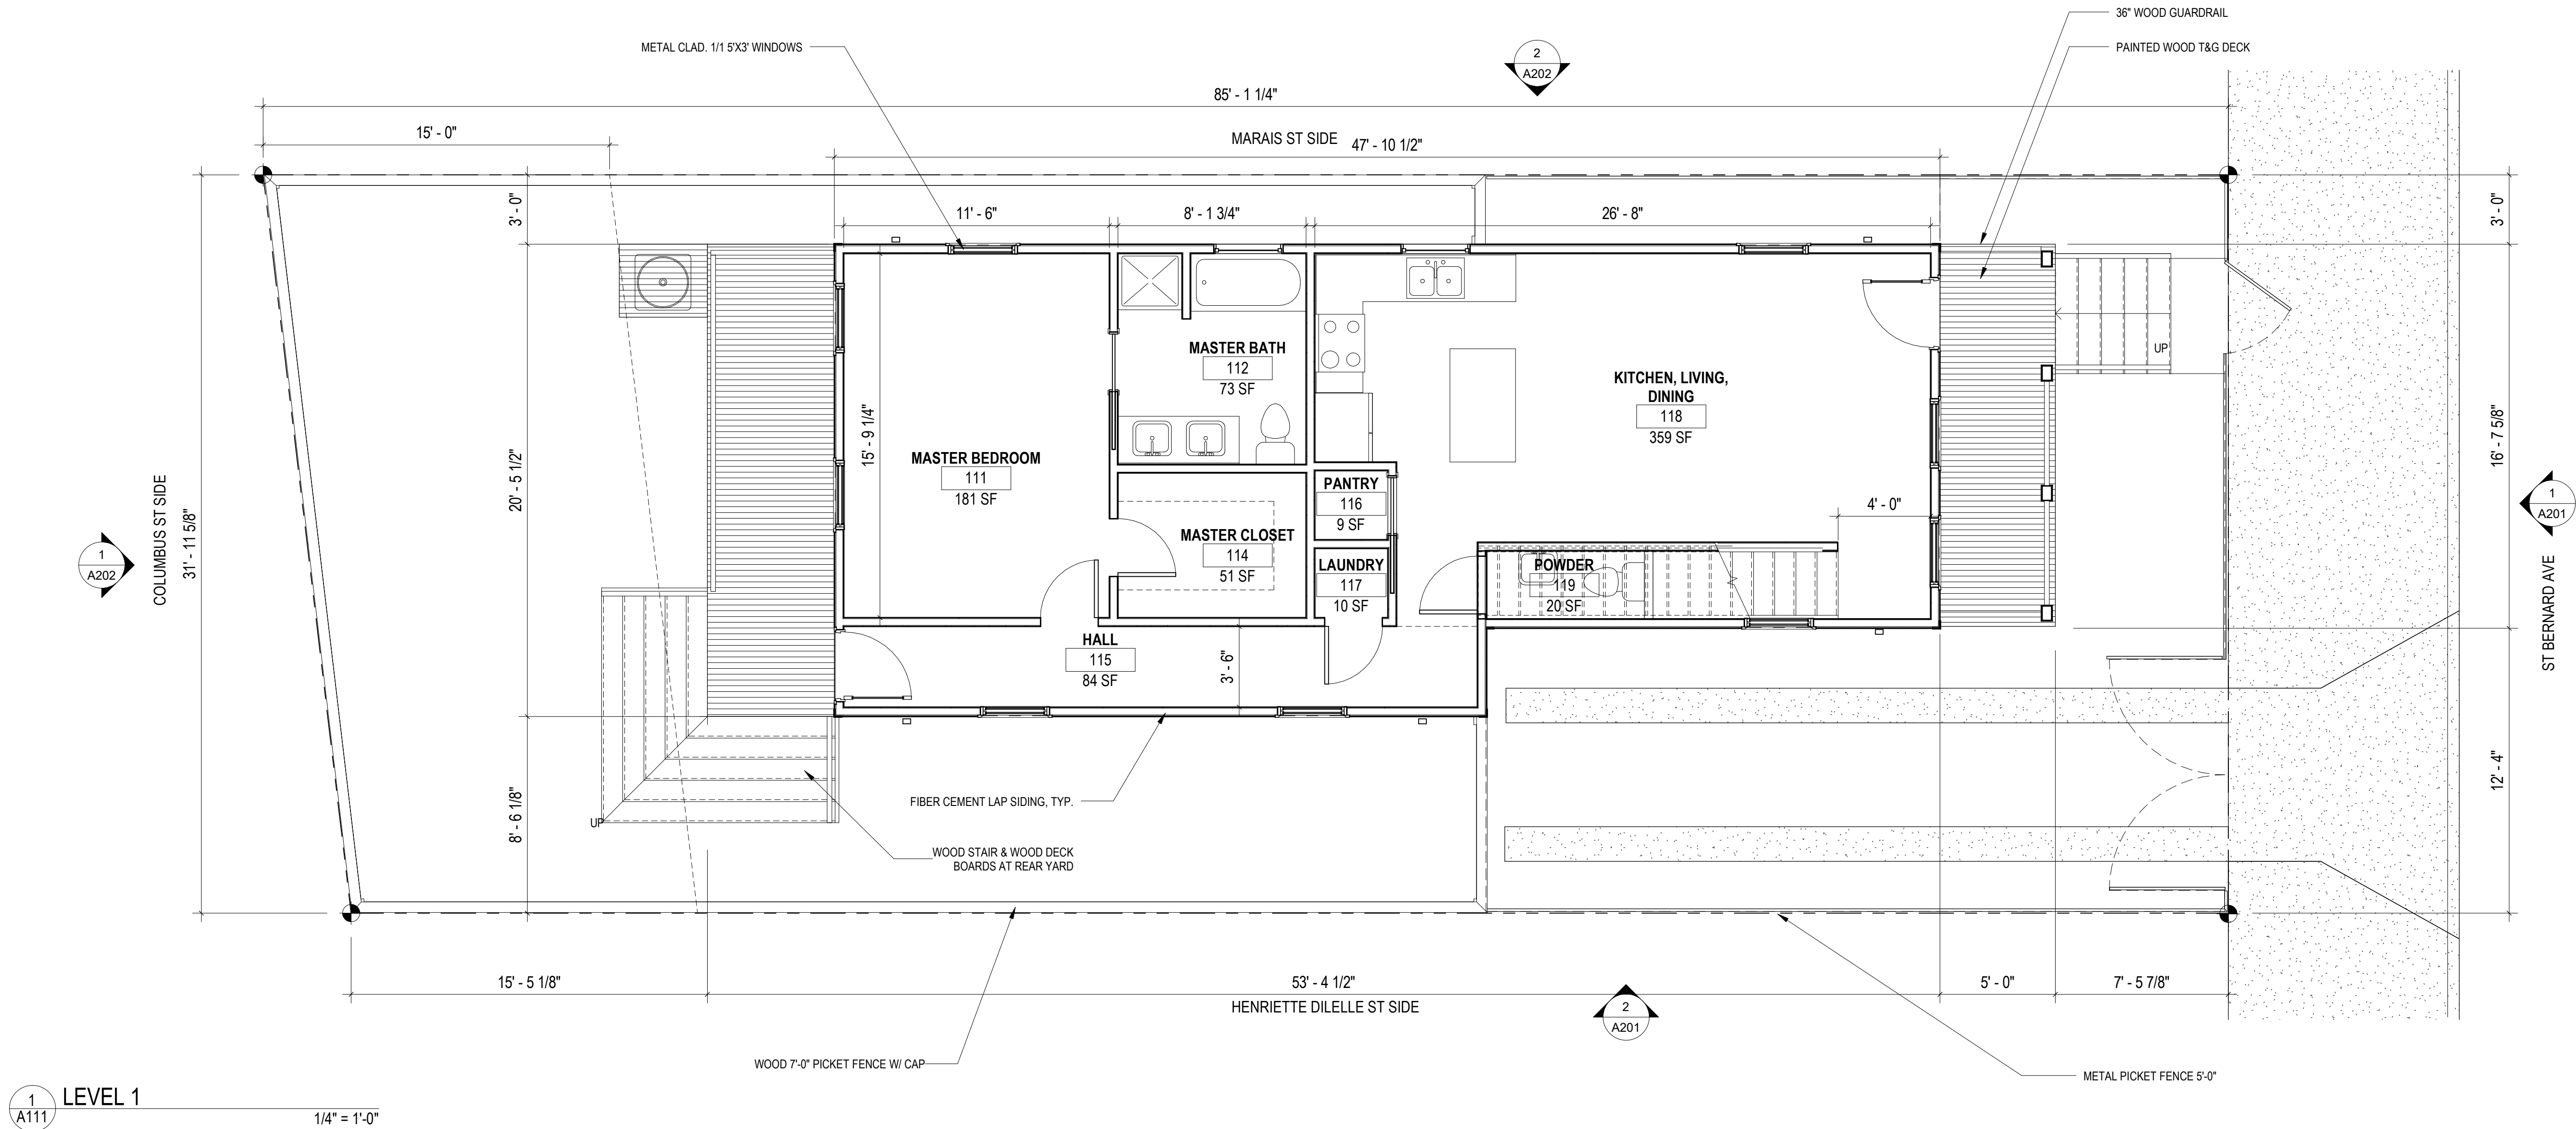 36" WOOD GUARDRAIL
METAL CLAD. 1/1 5'X3' WINDOWS
2
A202
PAINTED WOOD T&G DECK
85' - 1 1/4"
15' - 0"
MARAIS ST SIDE
47' - 10 1/2"
3' - 0"
11' - 6"
8' - 1 3/4"
26' - 8"
3' - 0"
MASTER BATH
112
73 SF
UP
KITCHEN, LIVING,
DINING
118
359 SF
15' - 9 1/4"
MASTER BEDROOM
111
181 SF
20' - 5 1/2"
16' - 7 5/8"
PANTRY
116
9 SF
4' - 0"
1
A201
COLUMBUS ST SIDE
31' - 11 5/8"
1
A202
MASTER CLOSET
114
51 SF
LAUNDRY
117
10 SF
POWDER
119
20 SF
ST BERNARD AVE
HALL
115
84 SF
3' - 6"
12' - 4"
8' - 6 1/8"
UP
FIBER CEMENT LAP SIDING, TYP.
WOOD STAIR & WOOD DECK
BOARDS AT REAR YARD
15' - 5 1/8"
53' - 4 1/2"
5' - 0"
7' - 5 7/8"
HENRIETTE DILELLE ST SIDE
2
A201
WOOD 7'-0" PICKET FENCE W/ CAP
METAL PICKET FENCE 5'-0"
1
A111
LEVEL 1
1/4" = 1'-0"